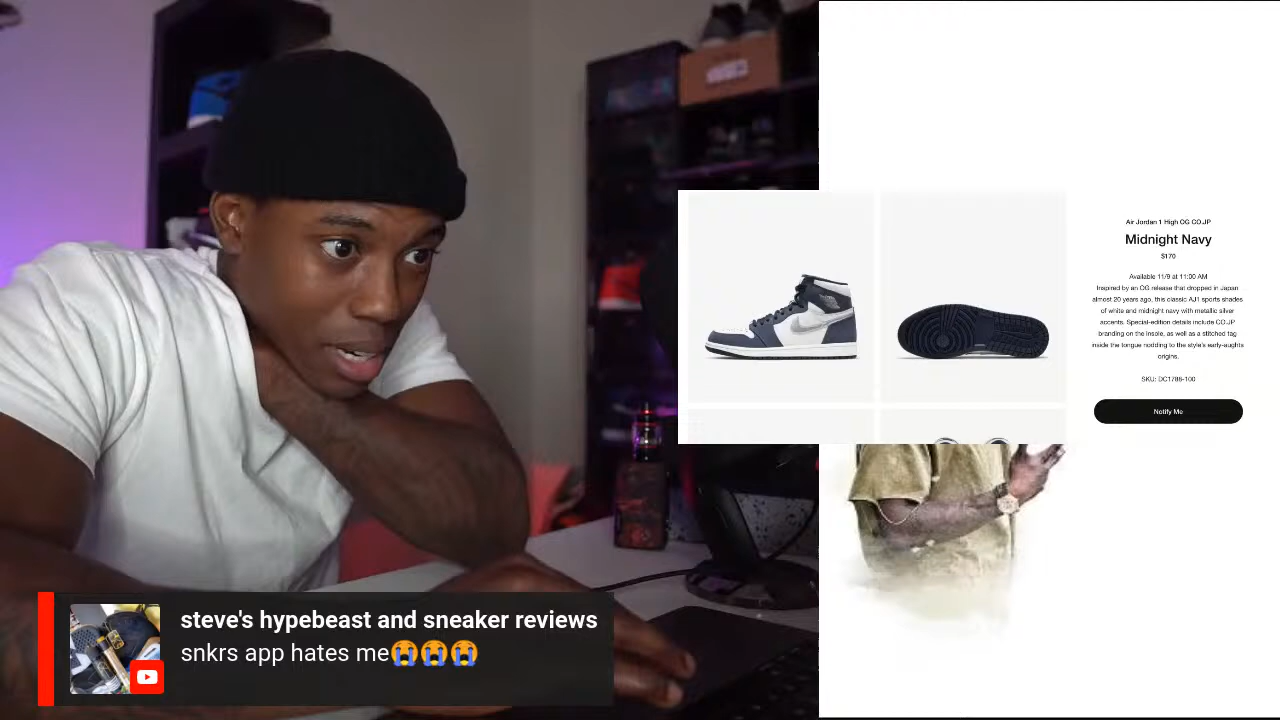 Air Jordan 1 High OG CO.JP
Midnight Navy
$170
Available 11/9 at 11:00 AM
Inspired by an OG release that dropped in Japan
almost 20 years ago, this classic AJ1 sports shades
of white and midnight navy with metallic silver
accents. Special-edition details include CO.JP
branding on the insole, as well as a stitched tag
inside the tongue nodding to the style's early-aughts
origins.
SKU: DC1788-100
Notify Me
steve's hypebeast and sneaker reviews
snkrs app hates me😭😭😭